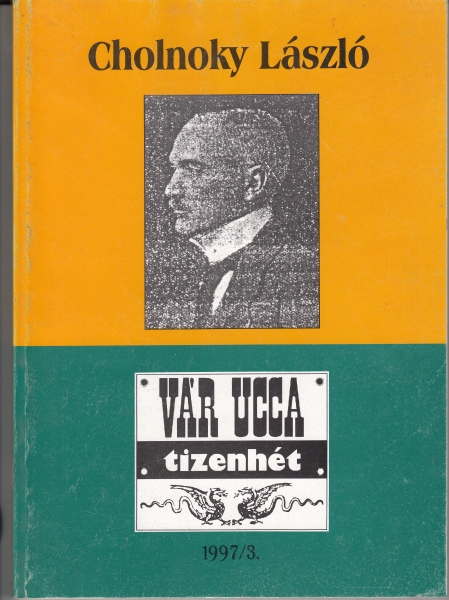 Cholnoky László
VÁR UCCA
tizenhét
1997/3.